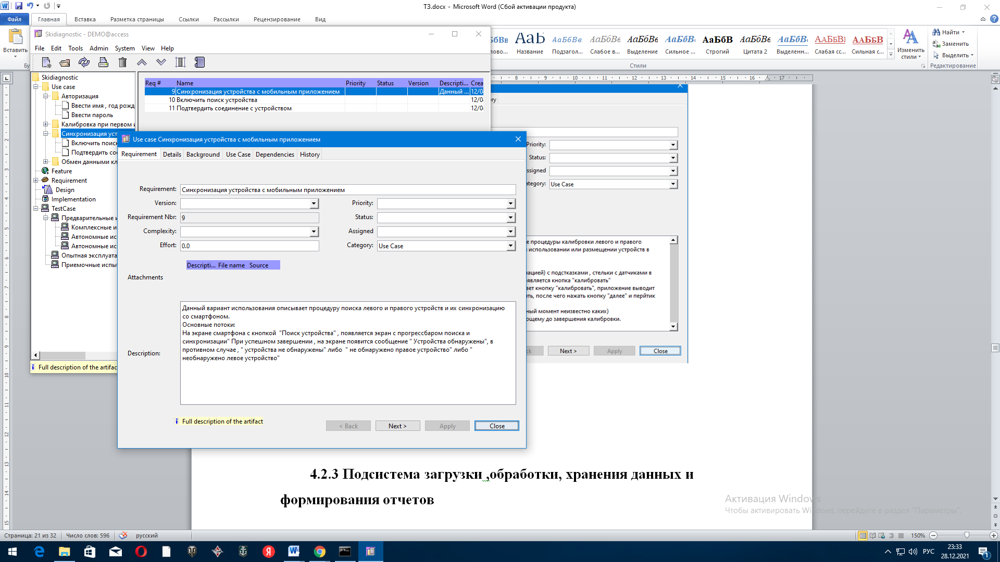 ТЗ.docx - Microsoft Word (Сбой активации продукта)
Файл Главная Вставка Разметка страницы Ссылки Рассылки Рецензирование Вид
Вставить
Skidiagnostic - DEMO@access
File Edit Tools Admin System View Help
АаБ АаБбВв АаБбВв АаБбВв АаБбВв АаБбВв АаБбВв
Название Подзагол... Слабое в... Выделение Сильное ... Строгий Цитата 2 Выделенн... Слабая сс... Сильная с...
Изменить стили
Найти
Заменить
Выделить
Стили
Редактирование
Skidiagnostic
Use case
Авторизация
Ввести имя , год рожд
Ввести пароль
Калибровка при первом и
Синхронизация уст
Включить поиск
Подтвердить со
Обмен данными кл
Feature
Requirement
Design
Implementation
TestCase
Предварительные и
Комплексные и
Автономные ис
Автономные ис
Опытная эксплуата
Приемочные испы
Full description of the artifac
Req # Name Priority Status Version Descripti... Crea
9 Синхронизация устройства с мобильным приложением Данный ... 12/0
10 Включить поиск устройства 12/0
11 Подтвердить соединение с устройством 12/0
Use case Синхронизация устройства с мобильным приложением
Requirement Details Background Use Case Dependencies History
Requirement: Синхронизация устройства с мобильным приложением
Version: Priority:
Requirement Nbr: 9 Status:
Complexity: Assigned
Effort: 0.0 Category: Use Case
Descripti... File name Source
Attachments
Description:
Данный вариант использования описывает процедуру поиска левого и правого устройств и их синхронизацию
со смартфоном.
Основные потоки:
На экране смартфона с кнопкой "Поиск устройства" , появляется экран с прогрессбаром поиска и
синхронизации" При успешном завершении , на экране появится сообщение " Устройства обнаружены", в
противном случае , " устройства не обнаружены" либо " не обнаружено правое устройство" либо "
необнаружено левое устройство"
Full description of the artifact
< Back Next > Apply Close
Priority:
Status:
ssigned
ategory: Use Case
е процедуры калибровки левого и правого
использовании или размещении устройств в
ацией) с подстказками , стельки с датчиками в
является кнопка "калибровать"
ает кнопку "калибровать", приложение выводит
ть, после чего нажать кнопку "далее" и перйтик
ный момент неизвестно каких)
ощему до завершения калибровки.
Next > Apply Close
4.2.3 Подсистема загрузки ,обработки, хранения данных и
формирования отчетов
Активация Windows
Чтобы активировать Windows, перейдите в раздел "Параметры".
Страница: 21 из 32 Число слов: 596 русский 150%
РУС 23:33
28.12.2021